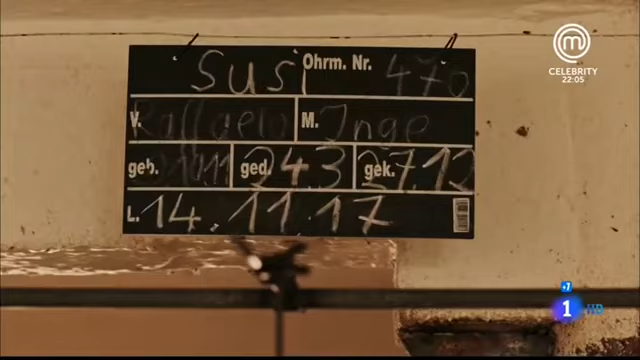 Susi Ohrm. Nr. 470
V. Raffaelo M. Inge
geb. ged. 24.3 gek. 27.12
L. 14.11.17
CELEBRITY
22:05
+7
1 HD